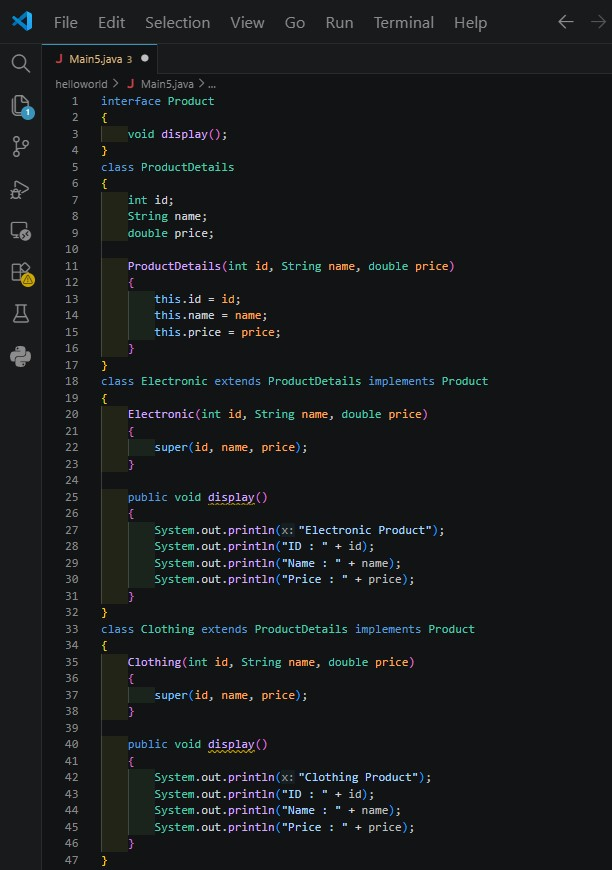 File Edit Selection View Go Run Terminal Help
J Main5.java 3
helloworld > J Main5.java > ...
1
1 interface Product
2 {
3 void display();
4 }
5 class ProductDetails
6 {
7 int id;
8 String name;
9 double price;
10
11 ProductDetails(int id, String name, double price)
12 {
13 this.id = id;
14 this.name = name;
15 this.price = price;
16 }
17 }
18 class Electronic extends ProductDetails implements Product
19 {
20 Electronic(int id, String name, double price)
21 {
22 super(id, name, price);
23 }
24
25 public void display()
26 {
27 System.out.println(x: "Electronic Product");
28 System.out.println("ID : " + id);
29 System.out.println("Name : " + name);
30 System.out.println("Price : " + price);
31 }
32 }
33 class Clothing extends ProductDetails implements Product
34 {
35 Clothing(int id, String name, double price)
36 {
37 super(id, name, price);
38 }
39
40 public void display()
41 {
42 System.out.println(x: "Clothing Product");
43 System.out.println("ID : " + id);
44 System.out.println("Name : " + name);
45 System.out.println("Price : " + price);
46 }
47 }